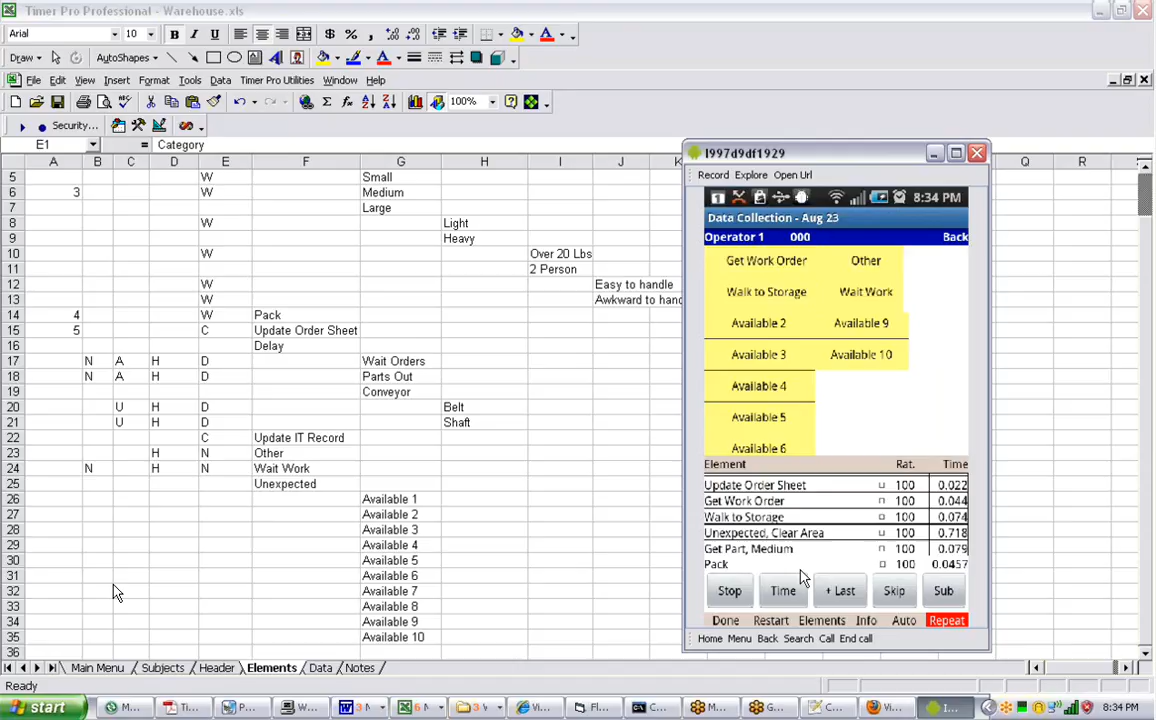 Timer Pro Professional - Warehouse.xls
Arial 10 B I U $ % ,
Draw AutoShapes
File Edit View Insert Format Tools Data Timer Pro Utilities Window Help
100%
Security...
E1 = Category
A B C D E F G H I J K Q R
5 W Small
6 3 W Medium
7 Large
8 W Light
9 Heavy
10 W Over 20 Lbs
11 2 Person
12 W Easy to handle
13 W Awkward to hand
14 4 W Pack
15 5 C Update Order Sheet
16 Delay
17 N A H D Wait Orders
18 N A H D Parts Out
19 Conveyor
20 U H D Belt
21 U H D Shaft
22 C Update IT Record
23 H N Other
24 N H N Wait Work
25 Unexpected
26 Available 1
27 Available 2
28 Available 3
29 Available 4
30 Available 5
31 Available 6
32 Available 7
33 Available 8
34 Available 9
35 Available 10
36
Main Menu Subjects Header Elements Data Notes
Ready
I997d9df1929
Record Explore Open Url
8:34 PM
Data Collection - Aug 23
Operator 1 000 Back
Get Work Order Other
Walk to Storage Wait Work
Available 2 Available 9
Available 3 Available 10
Available 4
Available 5
Available 6
Element Rat. Time
Update Order Sheet 100 0.022
Get Work Order 100 0.044
Walk to Storage 100 0.074
Unexpected, Clear Area 100 0.718
Get Part, Medium 100 0.079
Pack 100 0.0457
Stop Time + Last Skip Sub
Done Restart Elements Info Auto Repeat
Home Menu Back Search Call End call
start M... Ti... P... W... 3 N 6 N 3 V Vi... Fl... C... M... G... C... Vi... I... 8:34 PM